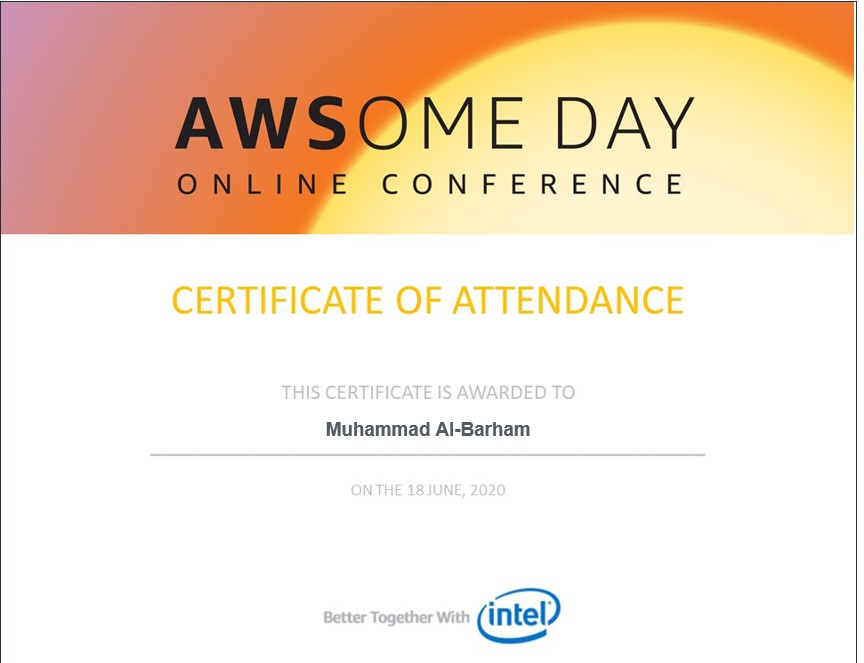 AWSOME DAY
ONLINE CONFERENCE
CERTIFICATE OF ATTENDANCE
THIS CERTIFICATE IS AWARDED TO
Muhammad Al-Barham
ON THE 18 JUNE, 2020
Better Together With intel®